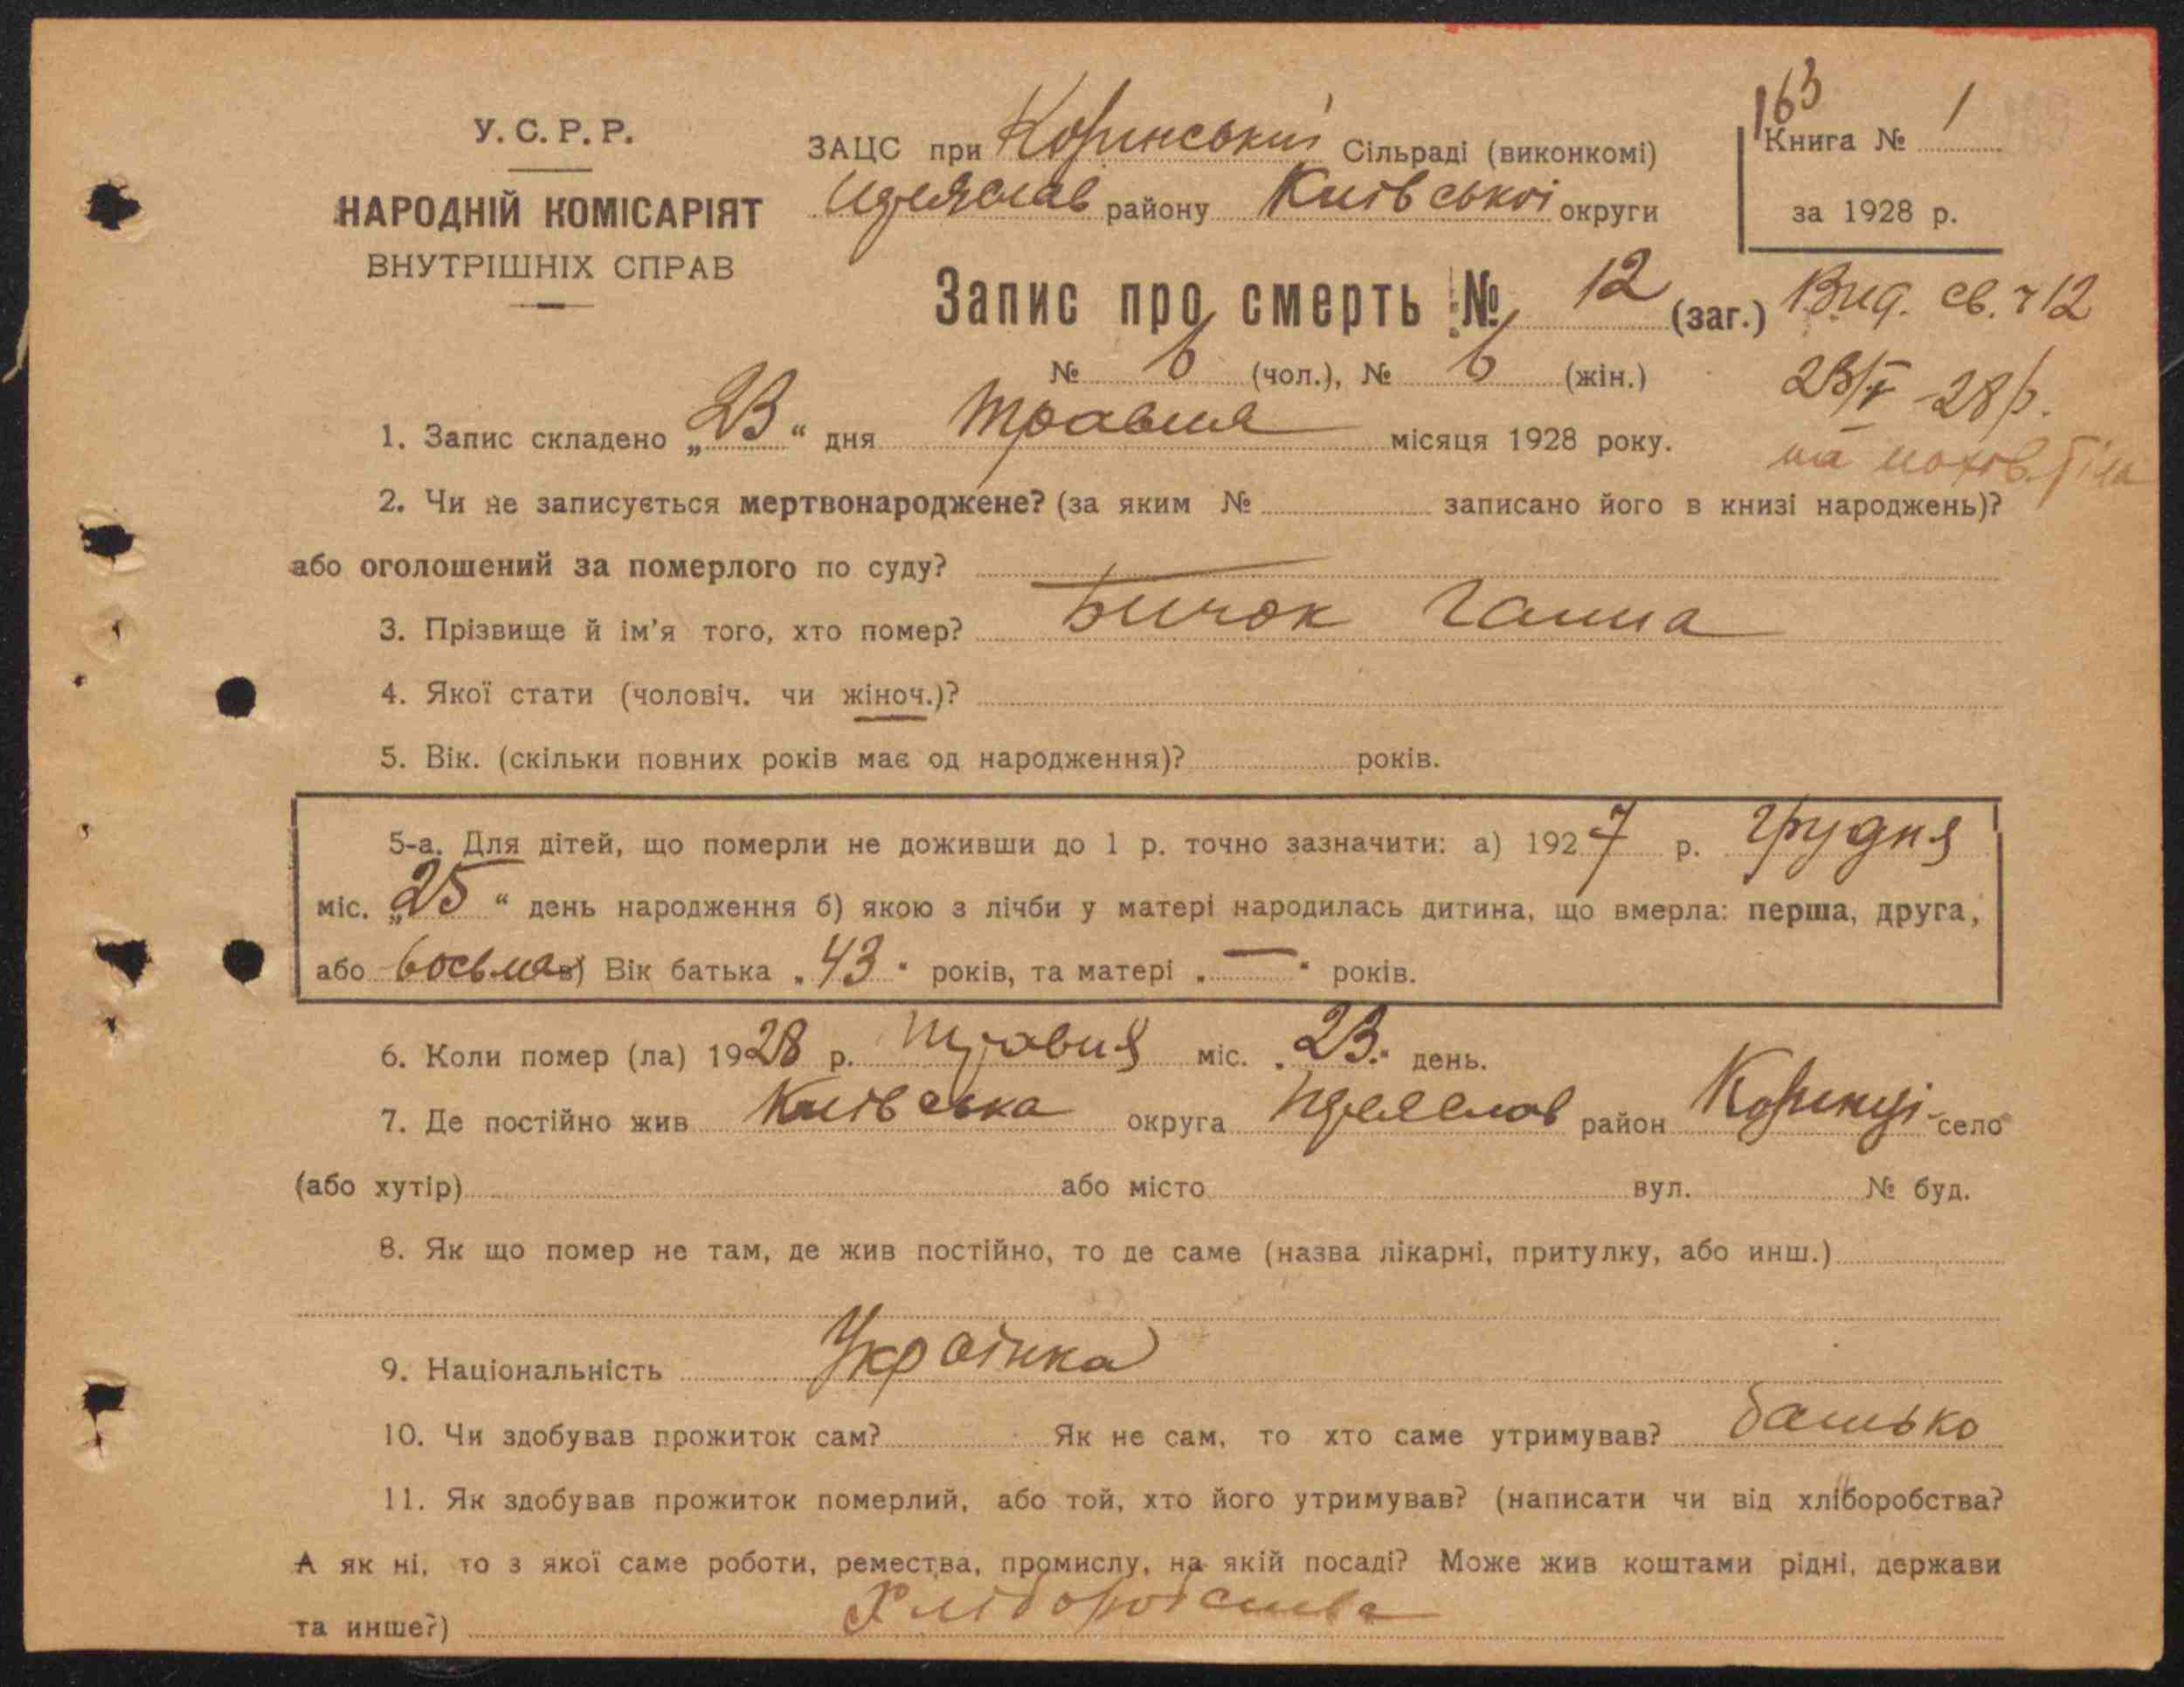 163
У. С. Р. Р.
НАРОДНІЙ КОМІСАРІЯТ
ВНУТРІШНІХ СПРАВ
ЗАЦС при Коринській Сільраді (виконкомі)
району Київської округи
Книга № 1
за 1928 р.
Запис про смерть № 12 (заг.) Вид. св. ч 12
№ 6 (чол.), № 6 (жін.) 23/V -28 р.
1. Запис складено „23“ дня травня місяця 1928 року.
на похов. тіла
2. Чи не записується мертвонароджене? (за яким № записано його в книзі народжень)?
або оголошений за померлого по суду?
3. Прізвище й ім'я того, хто помер? Бичок Ганна
4. Якої стати (чоловіч. чи жіноч.)?
5. Вік. (скільки повних років має од народження)? років.
5-а. Для дітей, що померли не доживши до 1 р. точно зазначити: а) 1927 р. грудня
міс. „25“ день народження б) якою з лічби у матері народилась дитина, що вмерла: перша, друга,
або восьма в) Вік батька „43“ років, та матері „—“ років.
6. Коли помер (ла) 1928 р. травня міс. „23“ день.
7. Де постійно жив Київська округа район Коринці село
(або хутір) або місто вул. № буд.
8. Як що помер не там, де жив постійно, то де саме (назва лікарні, притулку, або инш.)
9. Національність Українка
10. Чи здобував прожиток сам? Як не сам, то хто саме утримував? батько
11. Як здобував прожиток померлий, або той, хто його утримував? (написати чи від хліборобства?
А як ні, то з якої саме роботи, ремества, промислу, на якій посаді? Може жив коштами рідні, держави
та инше?) Хліборобства